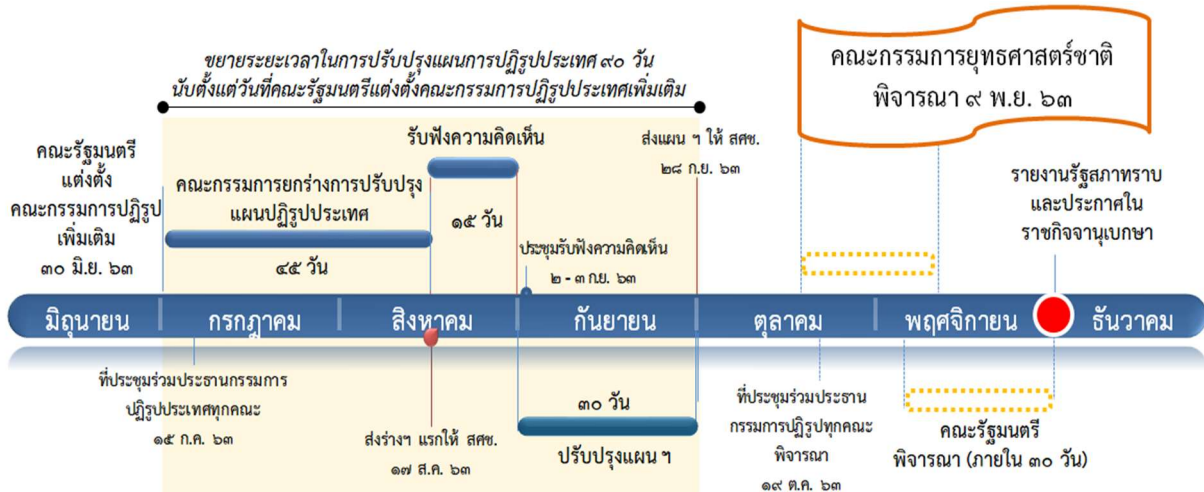 ขยายระยะเวลาในการปรับปรุงแผนการปฏิรูปประเทศ ๙๐ วัน
นับตั้งแต่วันที่คณะรัฐมนตรีแต่งตั้งคณะกรรมการปฏิรูปประเทศเพิ่มเติม
คณะกรรมการยุทธศาสตร์ชาติ
พิจารณา ๙ พ.ย. ๖๓
คณะรัฐมนตรี
แต่งตั้ง
คณะกรรมการปฏิรูป
เพิ่มเติม
๓๐ มิ.ย. ๖๓
คณะกรรมการยกร่างการปรับปรุง
แผนปฏิรูปประเทศ
๔๕ วัน
รับฟังความคิดเห็น
๑๕ วัน
ประชุมรับฟังความคิดเห็น
๒ - ๓ ก.ย. ๖๓
ส่งแผน ฯ ให้ สศช.
๒๘ ก.ย. ๖๓
รายงานรัฐสภาทราบ
และประกาศใน
ราชกิจจานุเบกษา
มิถุนายน
กรกฎาคม
สิงหาคม
กันยายน
ตุลาคม
พฤศจิกายน
ธันวาคม
ที่ประชุมร่วมประธานกรรมการ
ปฏิรูปประเทศทุกคณะ
๑๕ ก.ค. ๖๓
ส่งร่างฯ แรกให้ สศช.
๑๗ ส.ค. ๖๓
๓๐ วัน
ปรับปรุงแผน ฯ
ที่ประชุมร่วมประธาน
กรรมการปฏิรูปทุกคณะ
พิจารณา
๑๙ ต.ค. ๖๓
คณะรัฐมนตรี
พิจารณา (ภายใน ๓๐ วัน)